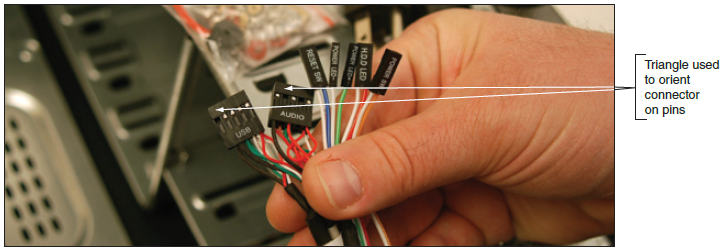 RESET SW
POWER LED-
POWER LED+
H.D.D LED
POWER SW
USB
AUDIO
Triangle used
to orient
connector
on pins